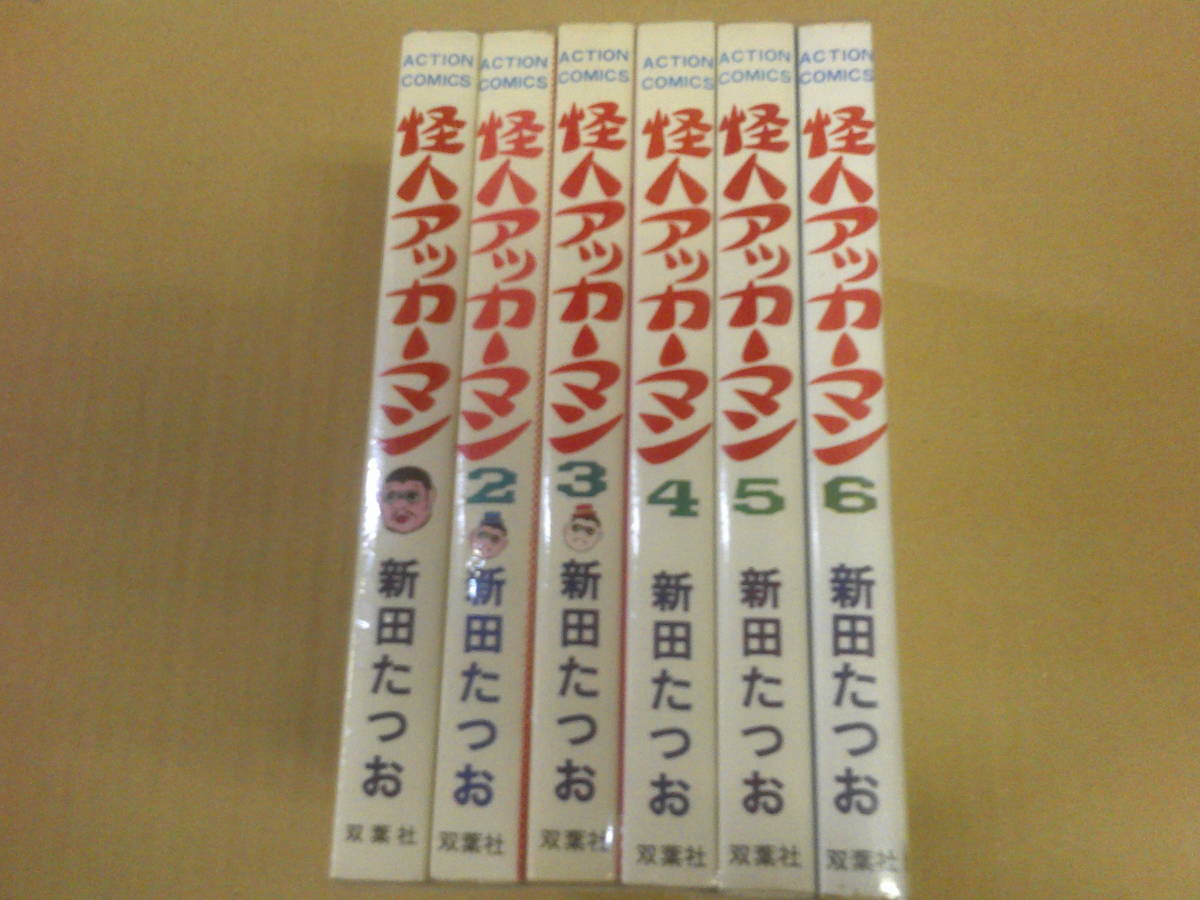 ACTION
COMICS
怪人アッカーマン
新田たつお
双葉社
ACTION
COMICS
怪人アッカーマン
2
新田たつお
双葉社
ACTION
COMICS
怪人アッカーマン
3
新田たつお
双葉社
ACTION
COMICS
怪人アッカーマン
4
新田たつお
双葉社
ACTION
COMICS
怪人アッカーマン
5
新田たつお
双葉社
ACTION
COMICS
怪人アッカーマン
6
新田たつお
双葉社